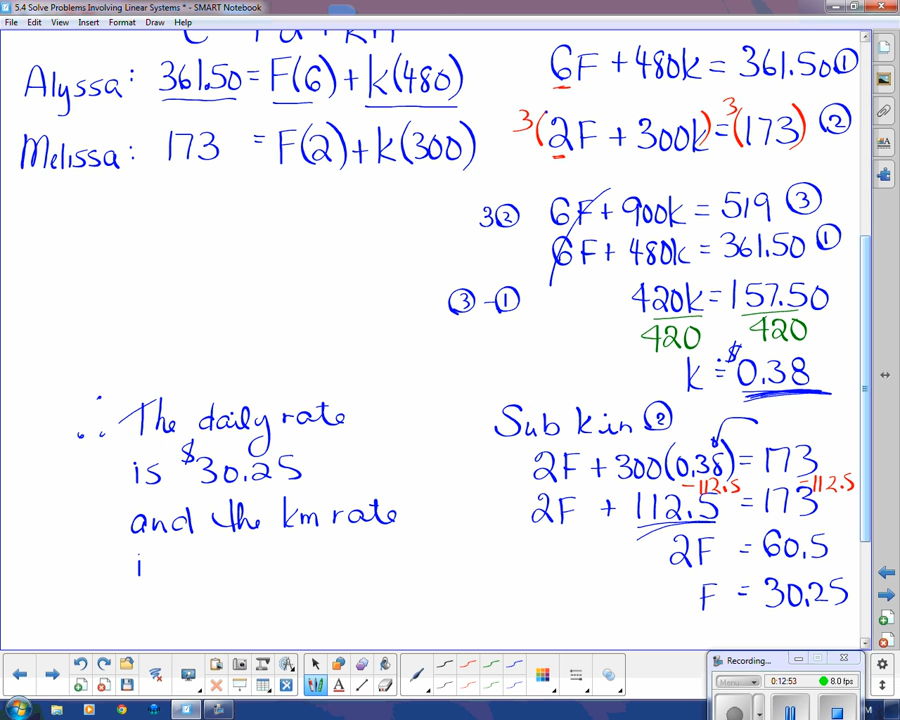 5.4 Solve Problems Involving Linear Systems * - SMART Notebook
File Edit View Insert Format Tools Help
Alyssa: 361.50 = F(6) + k(480)
Melissa: 173 = F(2) + k(300)
6F + 480k = 361.50 ①
3(2F + 300k) = 3(173) ②
3② 6F + 900k = 519 ③
6F + 480k = 361.50 ①
③ - ① 420k = 157.50
420 420
k ≐ $0.38
Sub k in ②
2F + 300(0.38) = 173
-112.5 -112.5
2F + 112.5 = 173
2F = 60.5
F = 30.25
∴ The daily rate
is $30.25
and the km rate
i
Recording...
Menu
0:12:53
8.0 fps